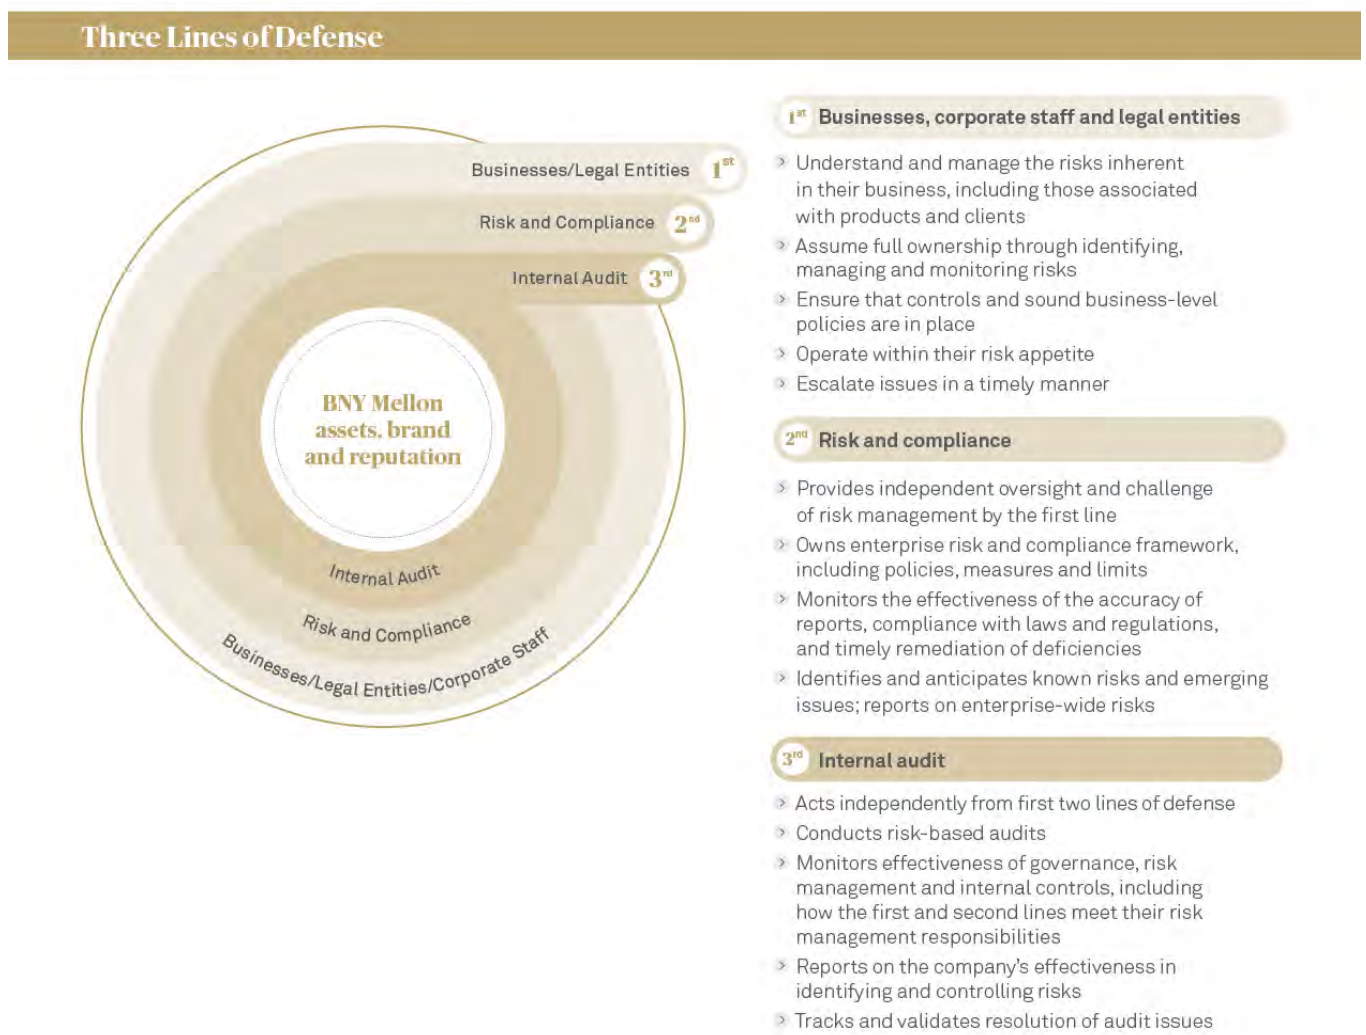 Three Lines of Defense
Businesses/Legal Entities 1st
Risk and Compliance 2nd
Internal Audit 3rd
BNY Mellon
assets, brand
and reputation
Internal Audit
Risk and Compliance
Businesses/Legal Entities/Corporate Staff
1st Businesses, corporate staff and legal entities
> Understand and manage the risks inherent
in their business, including those associated
with products and clients
> Assume full ownership through identifying,
managing and monitoring risks
> Ensure that controls and sound business-level
policies are in place
> Operate within their risk appetite
> Escalate issues in a timely manner
2nd Risk and compliance
> Provides independent oversight and challenge
of risk management by the first line
> Owns enterprise risk and compliance framework,
including policies, measures and limits
> Monitors the effectiveness of the accuracy of
reports, compliance with laws and regulations,
and timely remediation of deficiencies
> Identifies and anticipates known risks and emerging
issues; reports on enterprise-wide risks
3rd Internal audit
> Acts independently from first two lines of defense
> Conducts risk-based audits
> Monitors effectiveness of governance, risk
management and internal controls, including
how the first and second lines meet their risk
management responsibilities
> Reports on the company's effectiveness in
identifying and controlling risks
> Tracks and validates resolution of audit issues